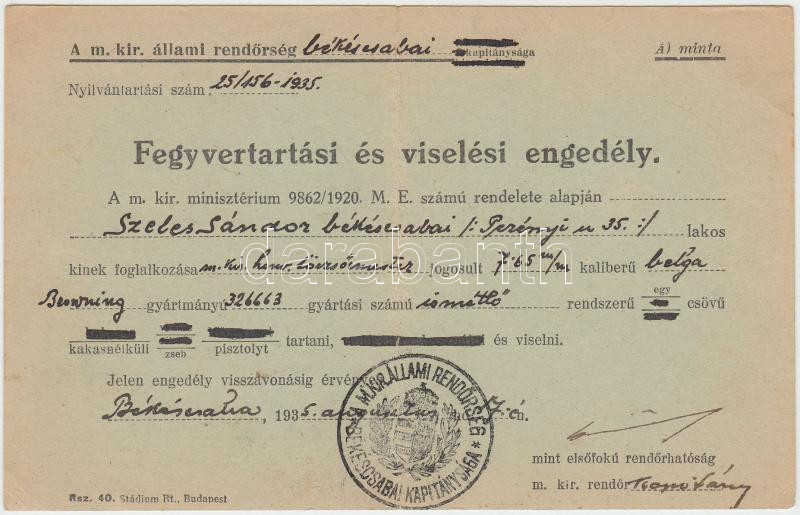 A m. kir. állami rendőrség békéscsabai kapitánysága
A) minta
Nyilvántartási szám: 25/156-1935.
Fegyvertartási és viselési engedély.
A m. kir. minisztérium 9862/1920. M. E. számú rendelete alapján
Szeles Sándor békéscsabai /: Perényi u 35. :/ lakos
kinek foglalkozása m. kir. honv. törzsőrmester jogosult 7·65 m/m kaliberű belga
egy
Browning gyártmányú 326663 gyártási számú ismétlő rendszerű csövű
kakasnélküli zseb pisztolyt tartani, és viselni.
Jelen engedély visszavonásig érvényes
Békéscsaba, 1935. augusztus hó 7.-én.
A M. KIR. ÁLLAMI RENDŐRSÉG
BÉKÉSCSABAI KAPITÁNYSÁGA
mint elsőfokú rendőrhatóság
m. kir. rendőr
Rsz. 40. Stádium Rt., Budapest
darabanth